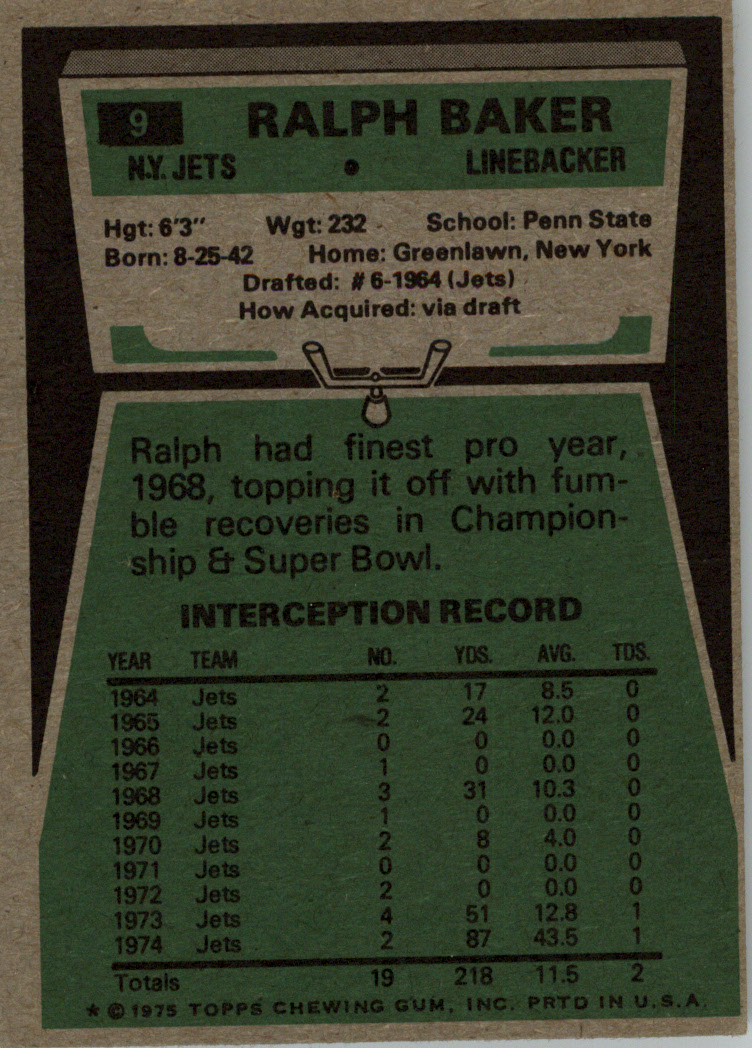 9 RALPH BAKER
N.Y. JETS • LINEBACKER
Hgt: 6'3" Wgt: 232 School: Penn State
Born: 8-25-42 Home: Greenlawn, New York
Drafted: # 6-1964 (Jets)
How Acquired: via draft
Ralph had finest pro year,
1968, topping it off with fum-
ble recoveries in Champion-
ship & Super Bowl.
INTERCEPTION RECORD
YEAR TEAM NO. YDS. AVG. TDS.
1964 Jets 2 17 8.5 0
1965 Jets 2 24 12.0 0
1966 Jets 0 0 0.0 0
1967 Jets 1 0 0.0 0
1968 Jets 3 31 10.3 0
1969 Jets 1 0 0.0 0
1970 Jets 2 8 4.0 0
1971 Jets 0 0 0.0 0
1972 Jets 2 0 0.0 0
1973 Jets 4 51 12.8 1
1974 Jets 2 87 43.5 1
Totals 19 218 11.5 2
* © 1975 TOPPS CHEWING GUM, INC. PRTD IN U.S.A.